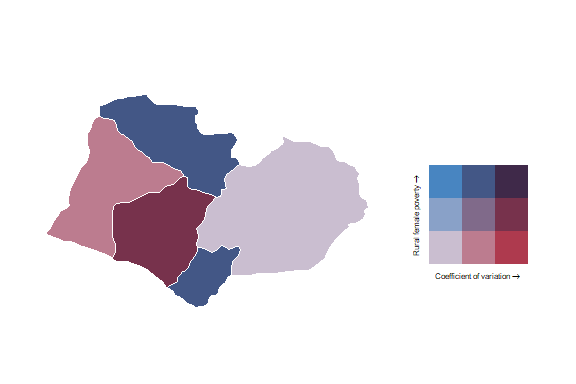 Rural female poverty →
Coefficient of variation →